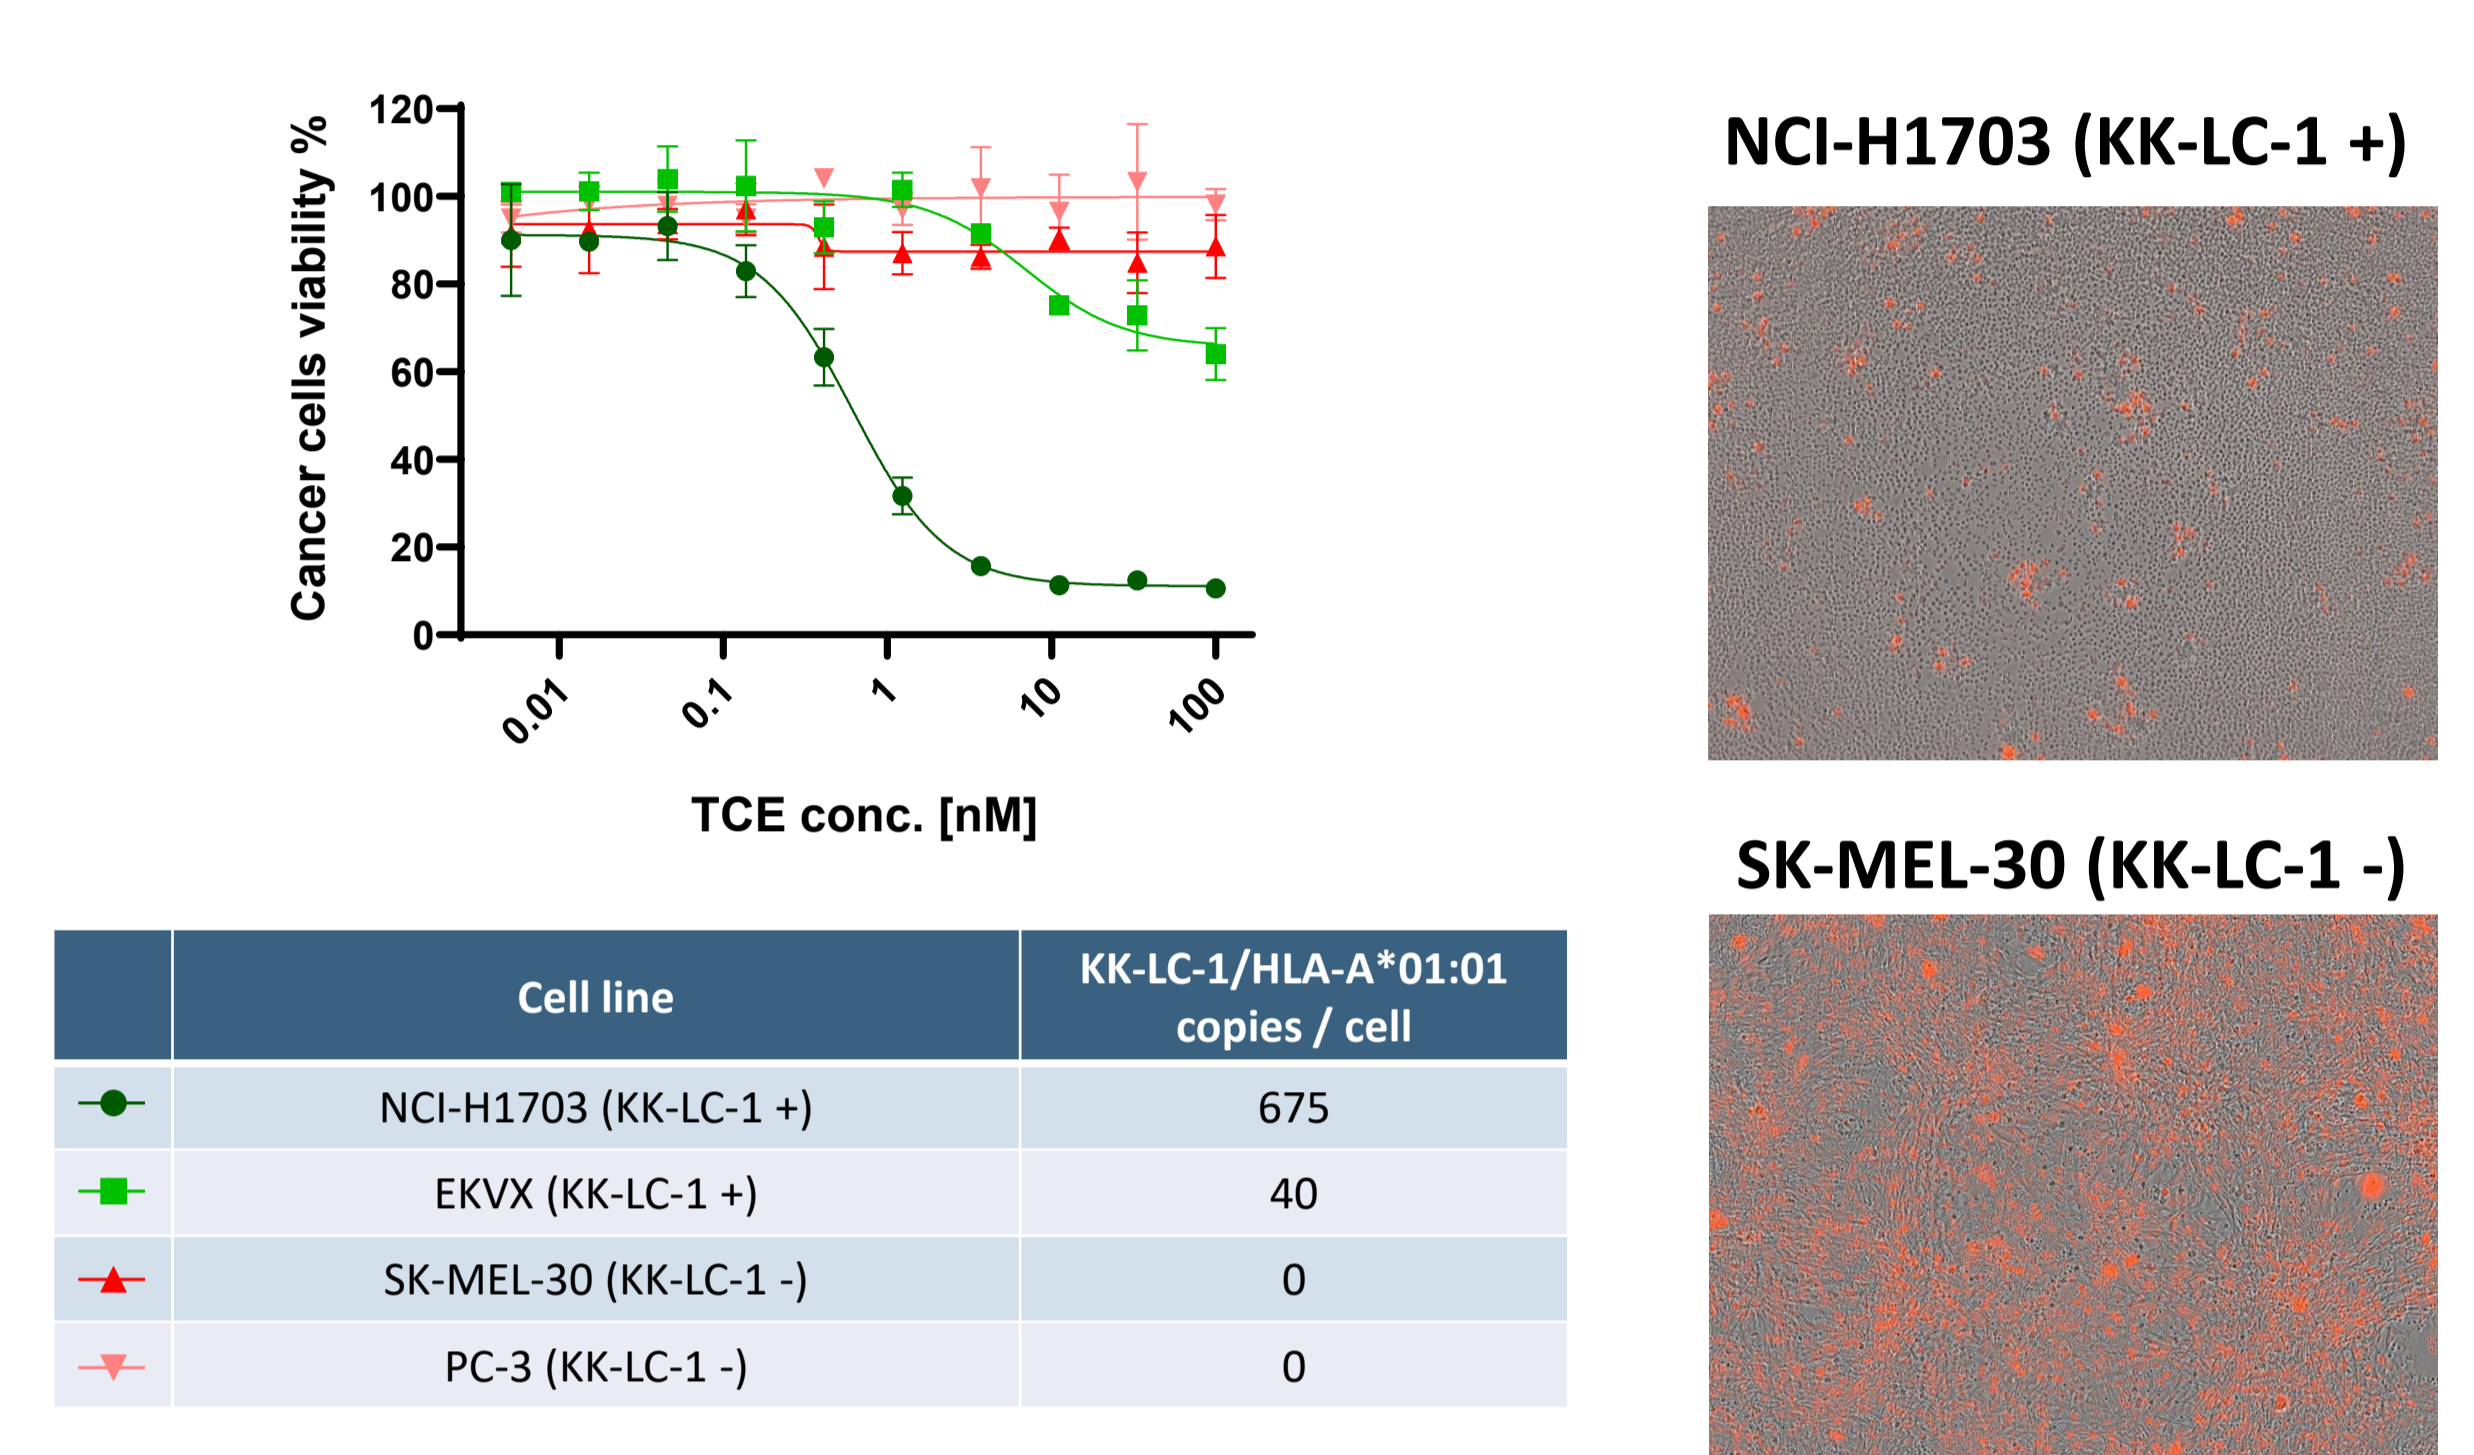 120
100
80
60
40
20
0
Cancer cells viability %
0.01
0.1
1
10
100
TCE conc. [nM]
NCI-H1703 (KK-LC-1 +)
SK-MEL-30 (KK-LC-1 -)
Cell line
KK-LC-1/HLA-A*01:01
copies / cell
NCI-H1703 (KK-LC-1 +) 675
EKVX (KK-LC-1 +) 40
SK-MEL-30 (KK-LC-1 -) 0
PC-3 (KK-LC-1 -) 0